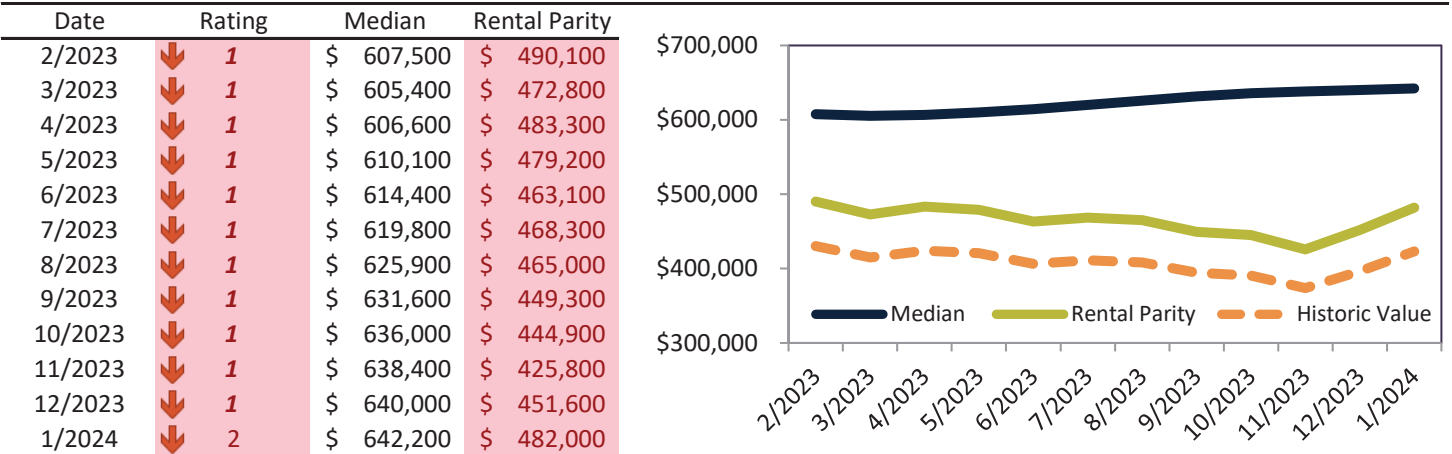 Date Rating Median Rental Parity
2/2023 1 $ 607,500 $ 490,100
3/2023 1 $ 605,400 $ 472,800
4/2023 1 $ 606,600 $ 483,300
5/2023 1 $ 610,100 $ 479,200
6/2023 1 $ 614,400 $ 463,100
7/2023 1 $ 619,800 $ 468,300
8/2023 1 $ 625,900 $ 465,000
9/2023 1 $ 631,600 $ 449,300
10/2023 1 $ 636,000 $ 444,900
11/2023 1 $ 638,400 $ 425,800
12/2023 1 $ 640,000 $ 451,600
1/2024 2 $ 642,200 $ 482,000
$700,000
$600,000
$500,000
$400,000
$300,000
Median Rental Parity Historic Value
2/2023 3/2023 4/2023 5/2023 6/2023 7/2023 8/2023 9/2023 10/2023 11/2023 12/2023 1/2024